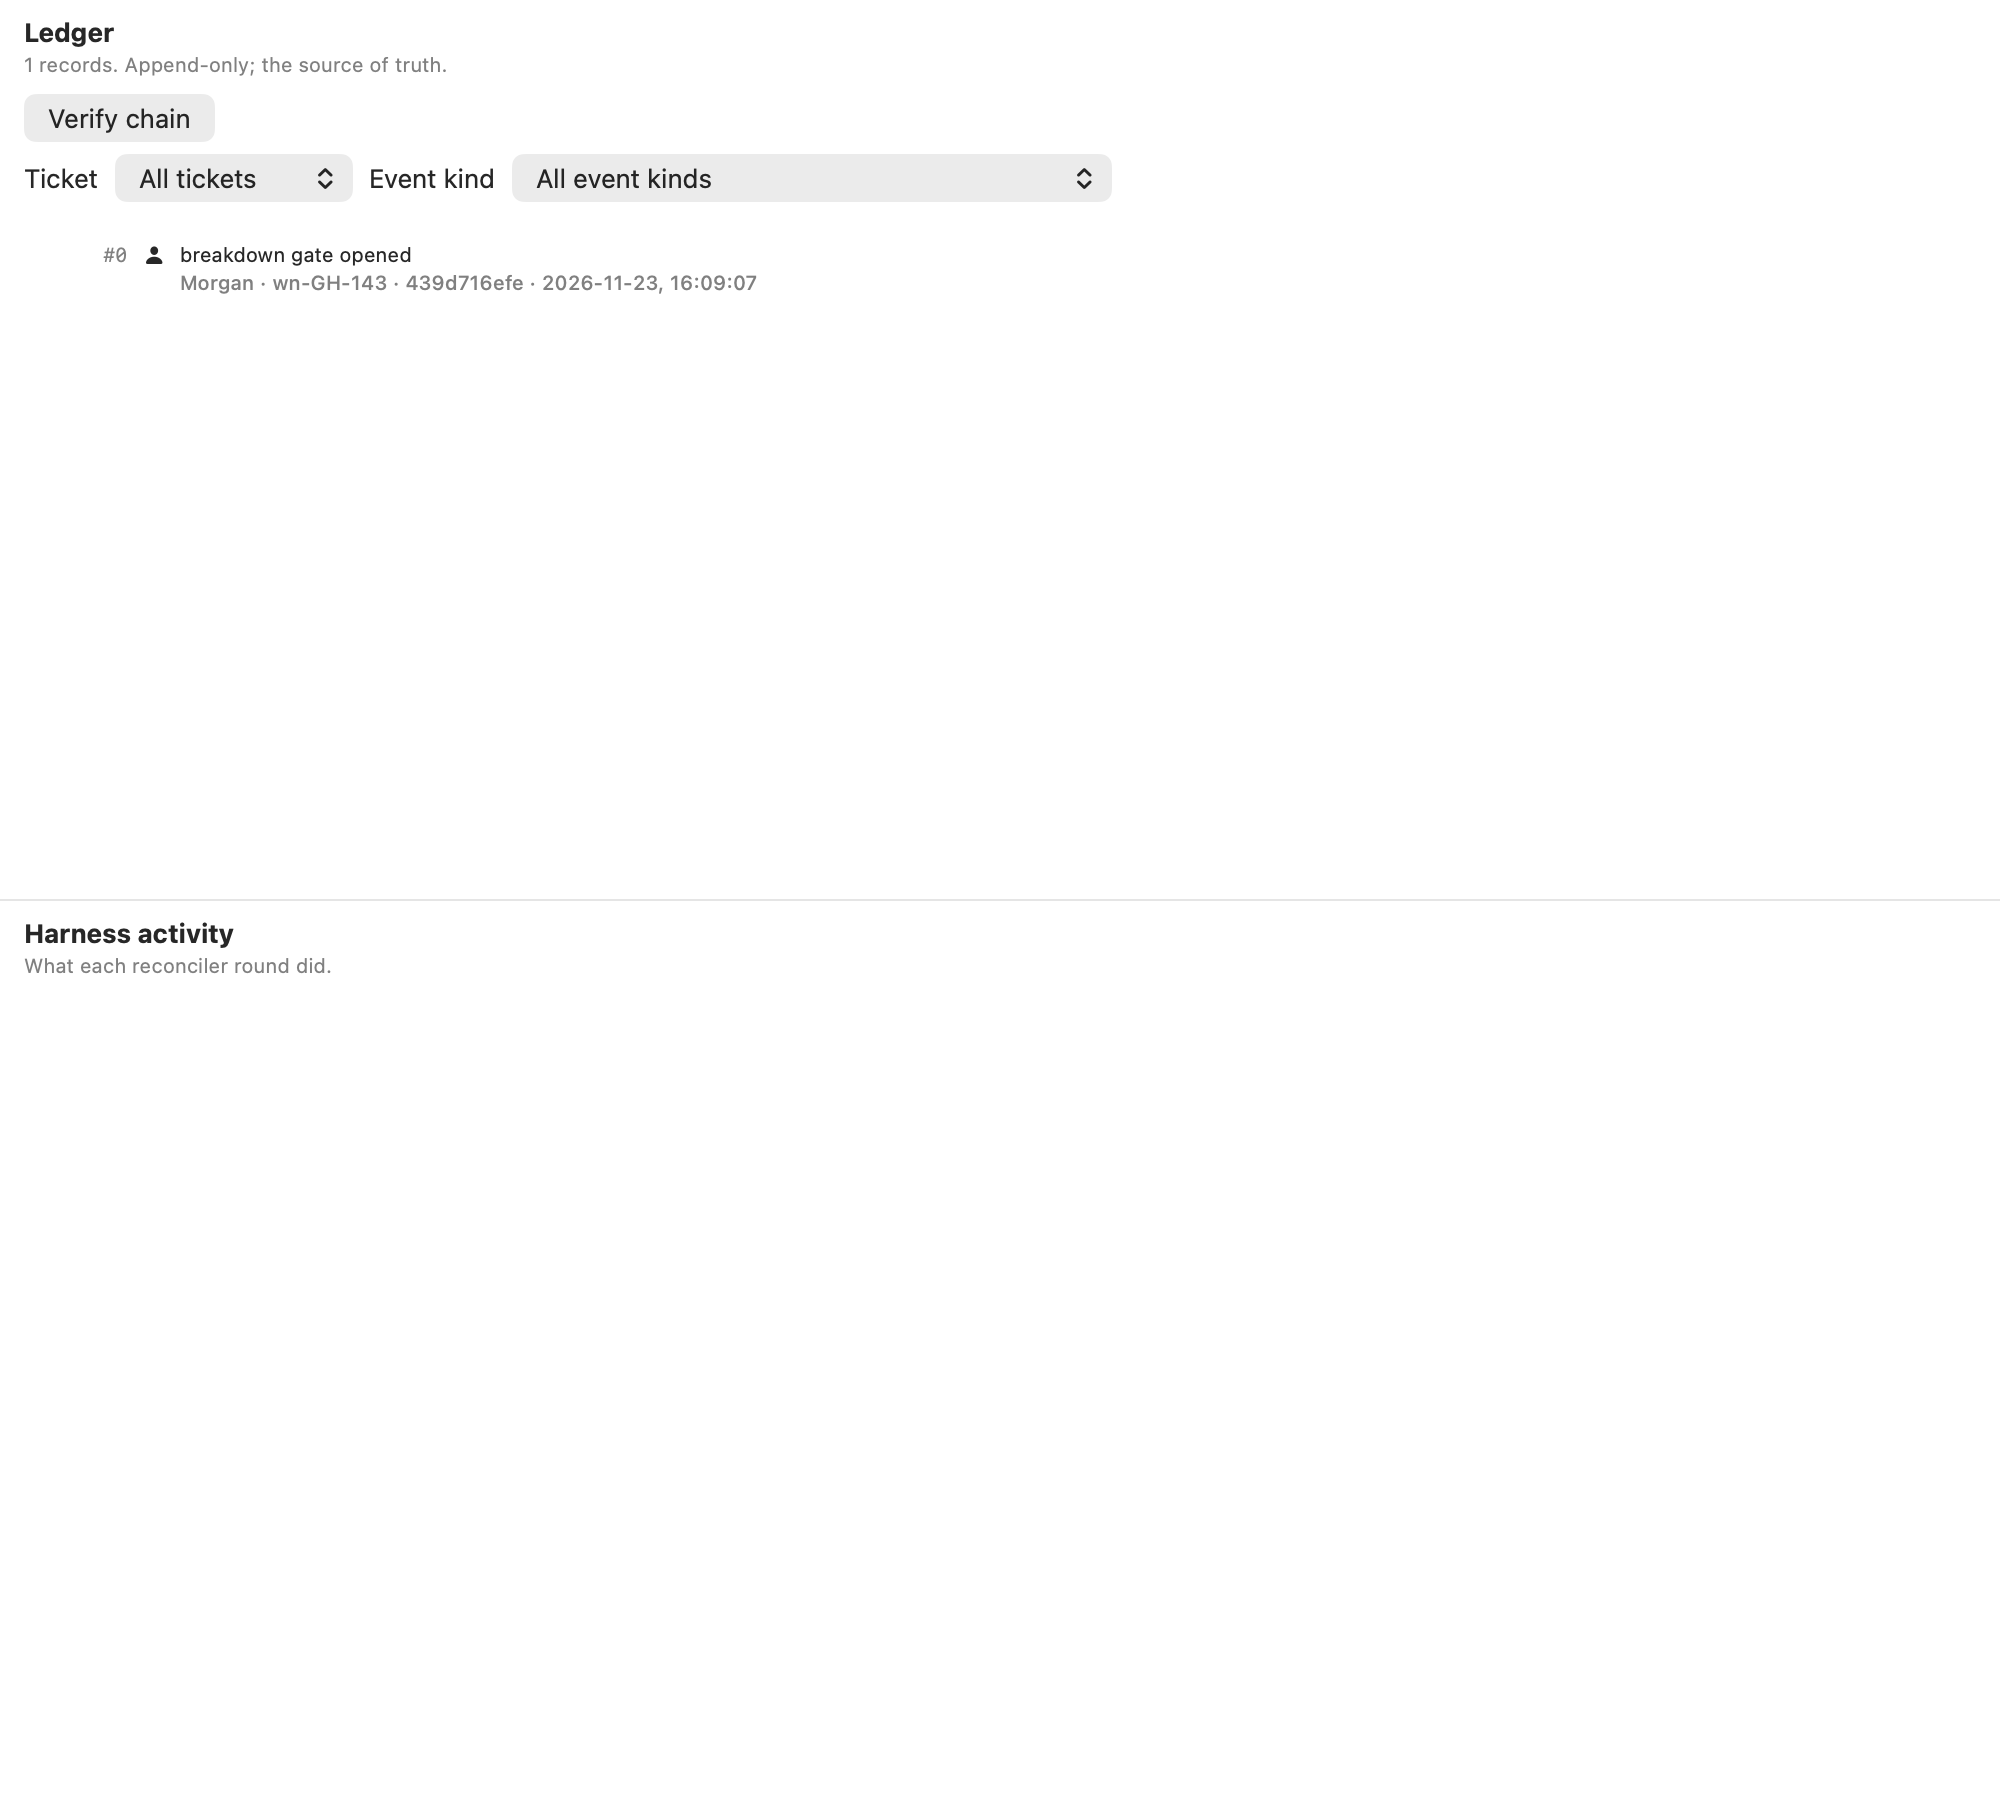 Ledger
1 records. Append-only; the source of truth.
Verify chain
Ticket All tickets Event kind All event kinds
#0 breakdown gate opened
Morgan · wn-GH-143 · 439d716efe · 2026-11-23, 16:09:07
Harness activity
What each reconciler round did.